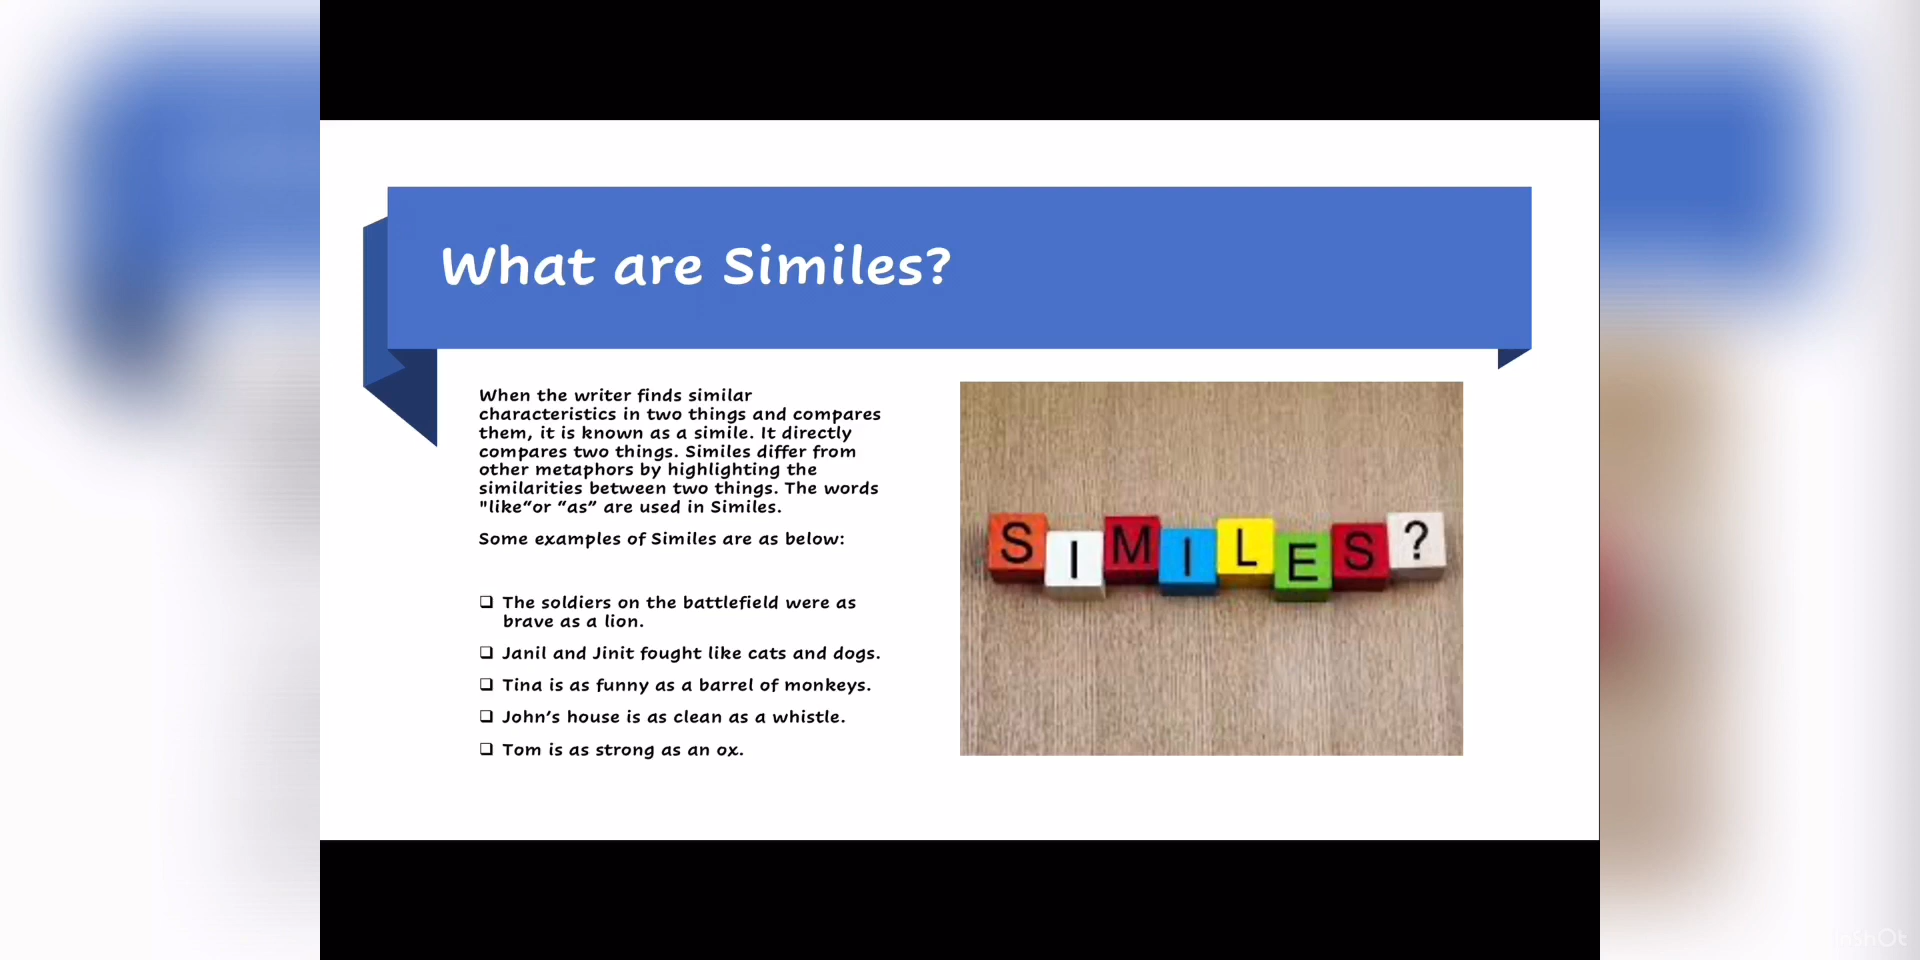 What are Similes?
When the writer finds similar
characteristics in two things and compares
them, it is known as a simile. It directly
compares two things. Similes differ from
other metaphors by highlighting the
similarities between two things. The words
"like“or “as” are used in Similes.
Some examples of Similes are as below:
❑ The soldiers on the battlefield were as
brave as a lion.
❑ Janil and Jinit fought like cats and dogs.
❑ Tina is as funny as a barrel of monkeys.
❑ John’s house is as clean as a whistle.
❑ Tom is as strong as an ox.
SIMILES?
InShOt